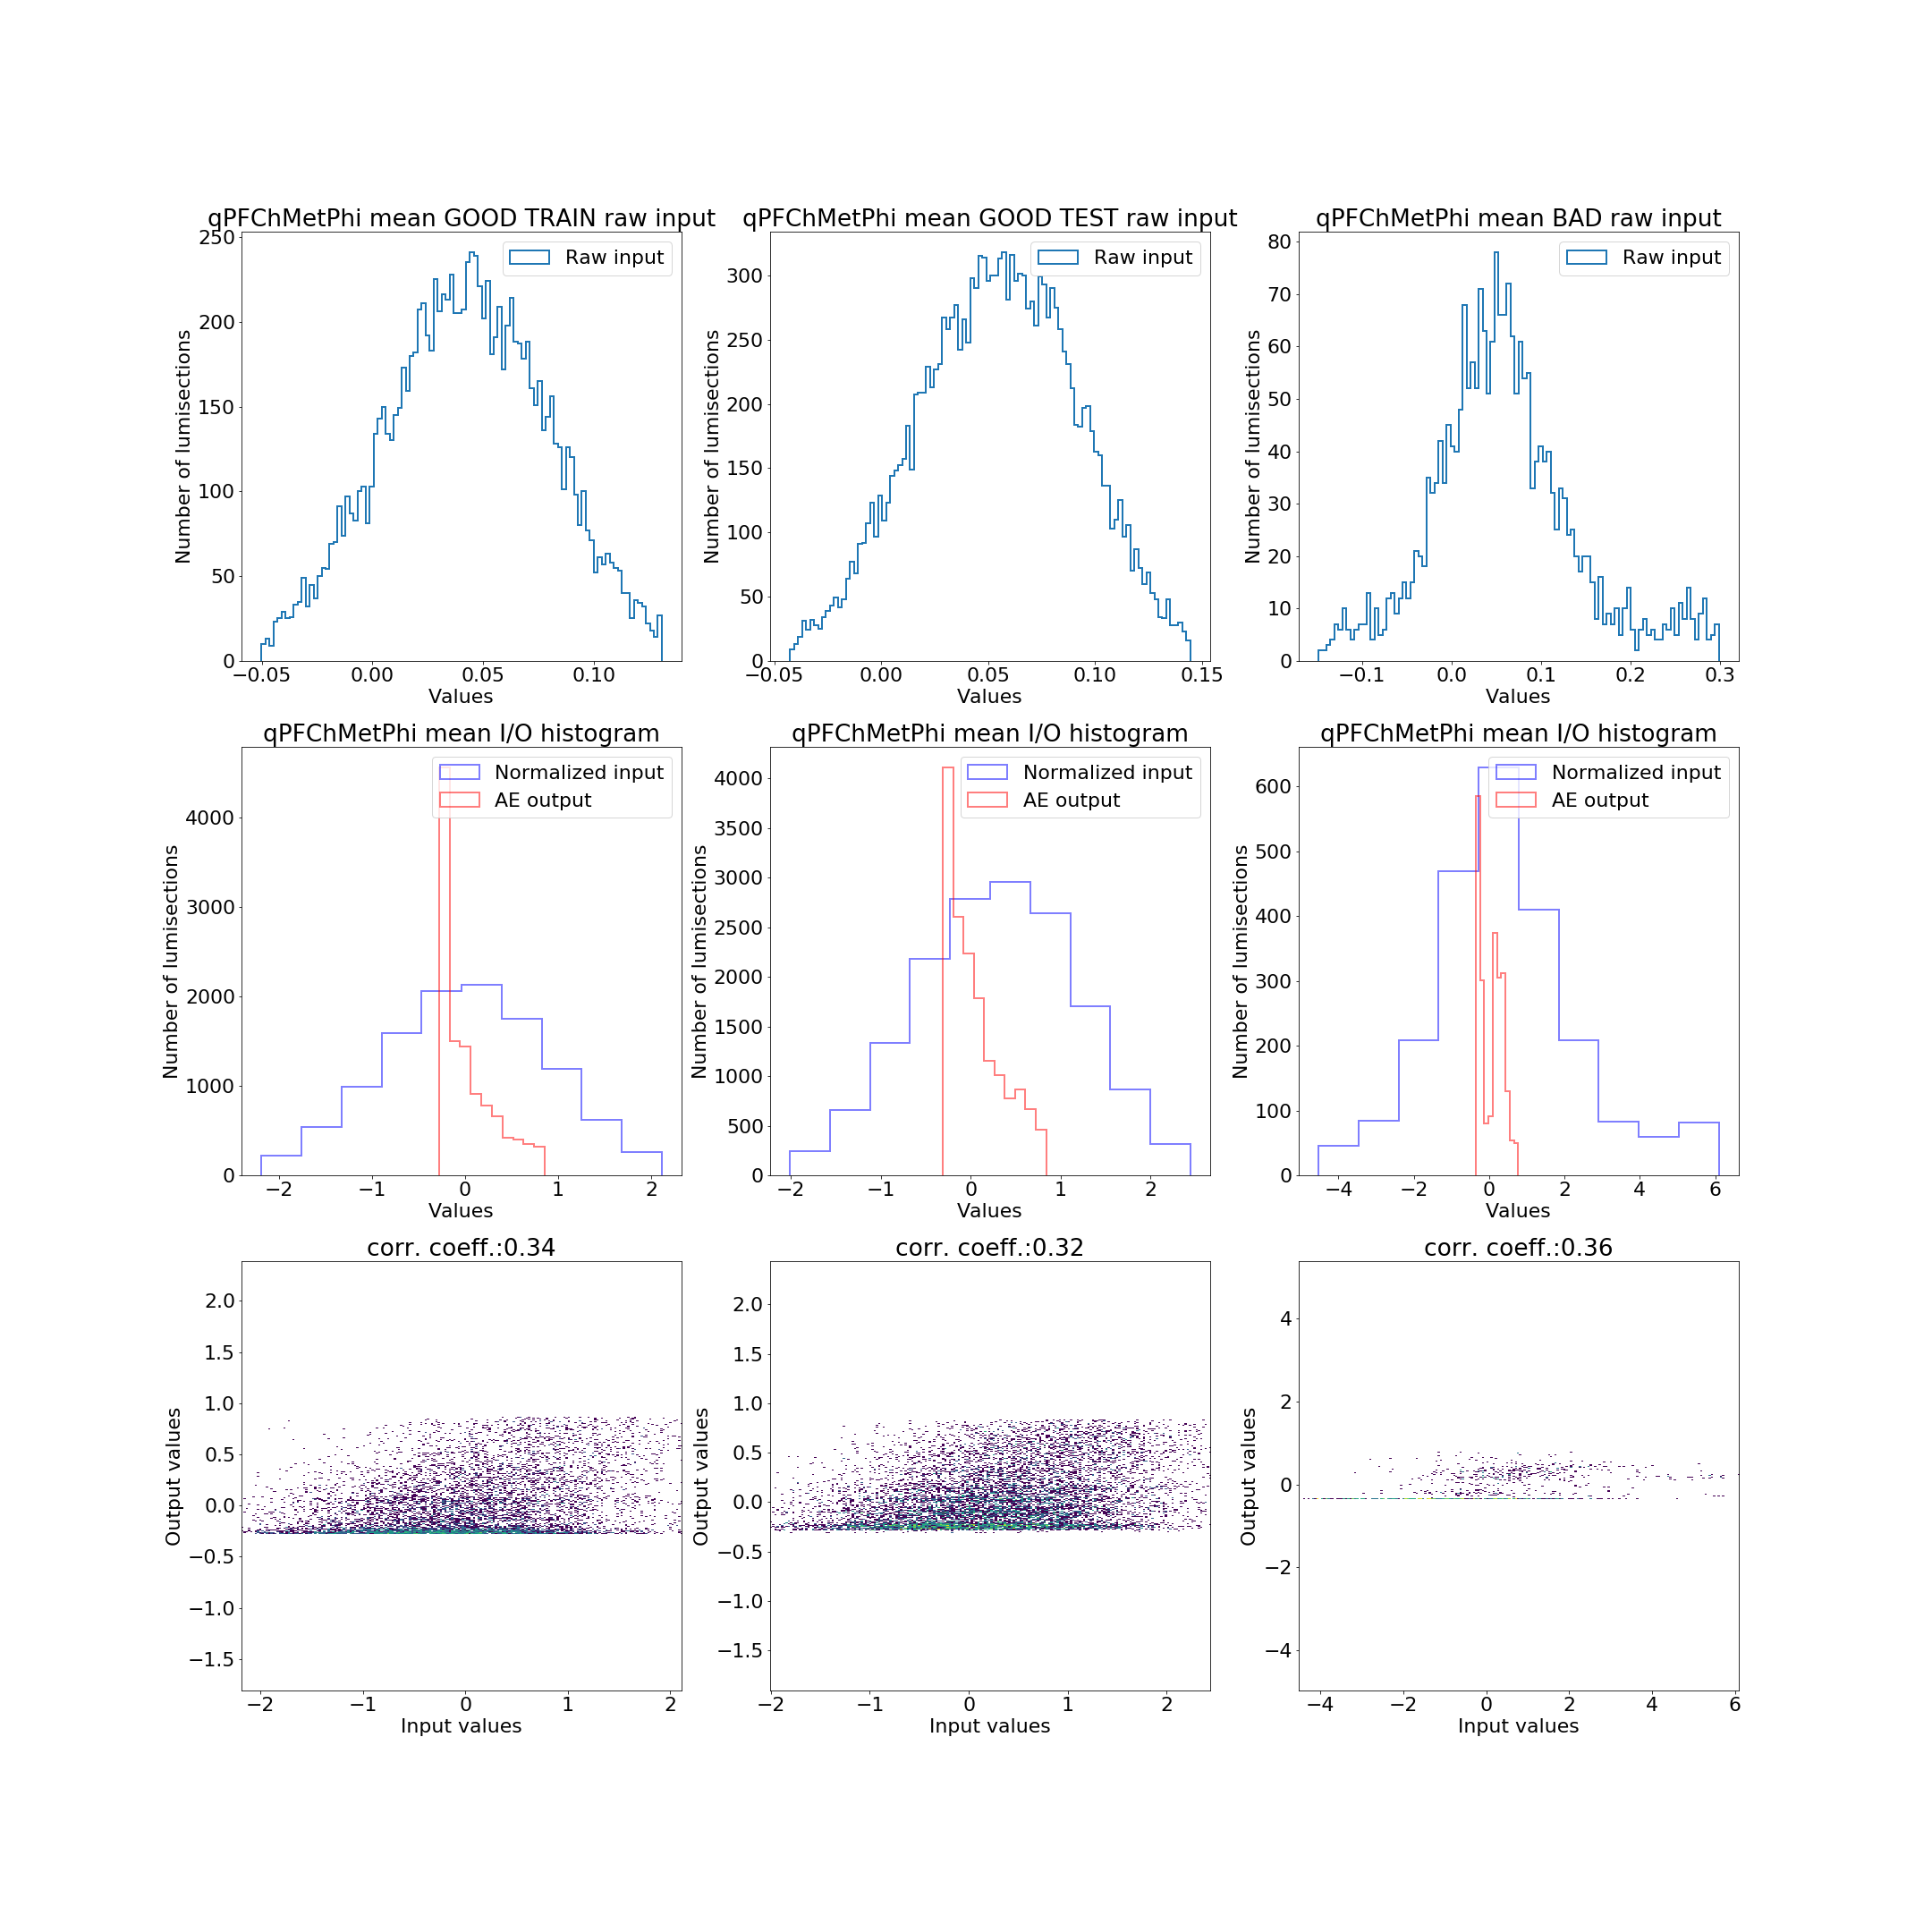 qPFChMetPhi mean GOOD TRAIN raw input
Raw input
Number of lumisections
250
200
150
100
50
0
−0.05 0.00 0.05 0.10
Values
qPFChMetPhi mean GOOD TEST raw input
Raw input
Number of lumisections
300
250
200
150
100
50
0
−0.05 0.00 0.05 0.10 0.15
Values
qPFChMetPhi mean BAD raw input
Raw input
Number of lumisections
80
70
60
50
40
30
20
10
0
−0.1 0.0 0.1 0.2 0.3
Values
qPFChMetPhi mean I/O histogram
Normalized input
AE output
Number of lumisections
4000
3000
2000
1000
0
−2 −1 0 1 2
Values
qPFChMetPhi mean I/O histogram
Normalized input
AE output
Number of lumisections
4000
3500
3000
2500
2000
1500
1000
500
0
−2 −1 0 1 2
Values
qPFChMetPhi mean I/O histogram
Normalized input
AE output
Number of lumisections
600
500
400
300
200
100
0
−4 −2 0 2 4 6
Values
corr. coeff.:0.34
Output values
2.0
1.5
1.0
0.5
0.0
−0.5
−1.0
−1.5
−2 −1 0 1 2
Input values
corr. coeff.:0.32
Output values
2.0
1.5
1.0
0.5
0.0
−0.5
−1.0
−1.5
−2 −1 0 1 2
Input values
corr. coeff.:0.36
Output values
4
2
0
−2
−4
−4 −2 0 2 4 6
Input values